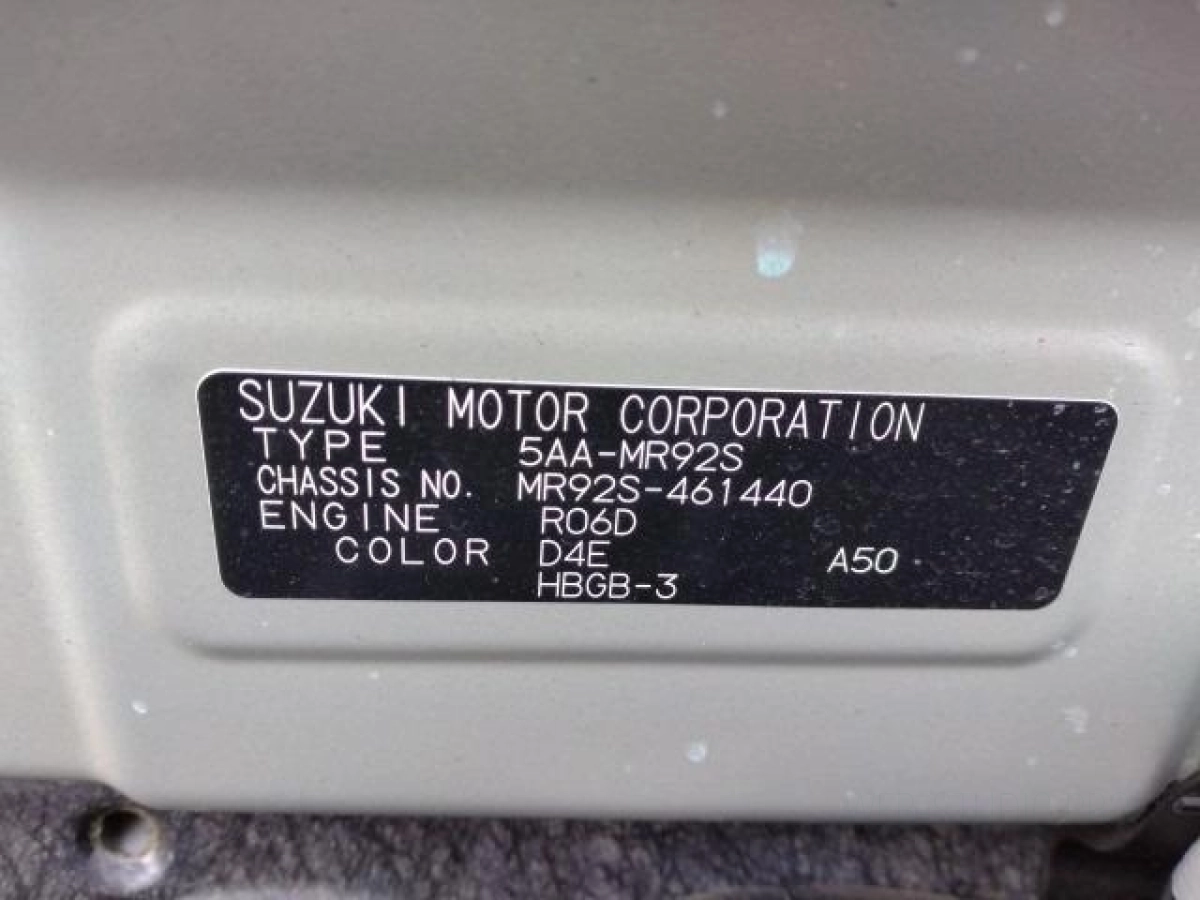 SUZUKI MOTOR CORPORATION
TYPE 5AA-MR92S
CHASSIS NO. MR92S-461440
ENGINE R06D
COLOR D4E A50
HBGB-3